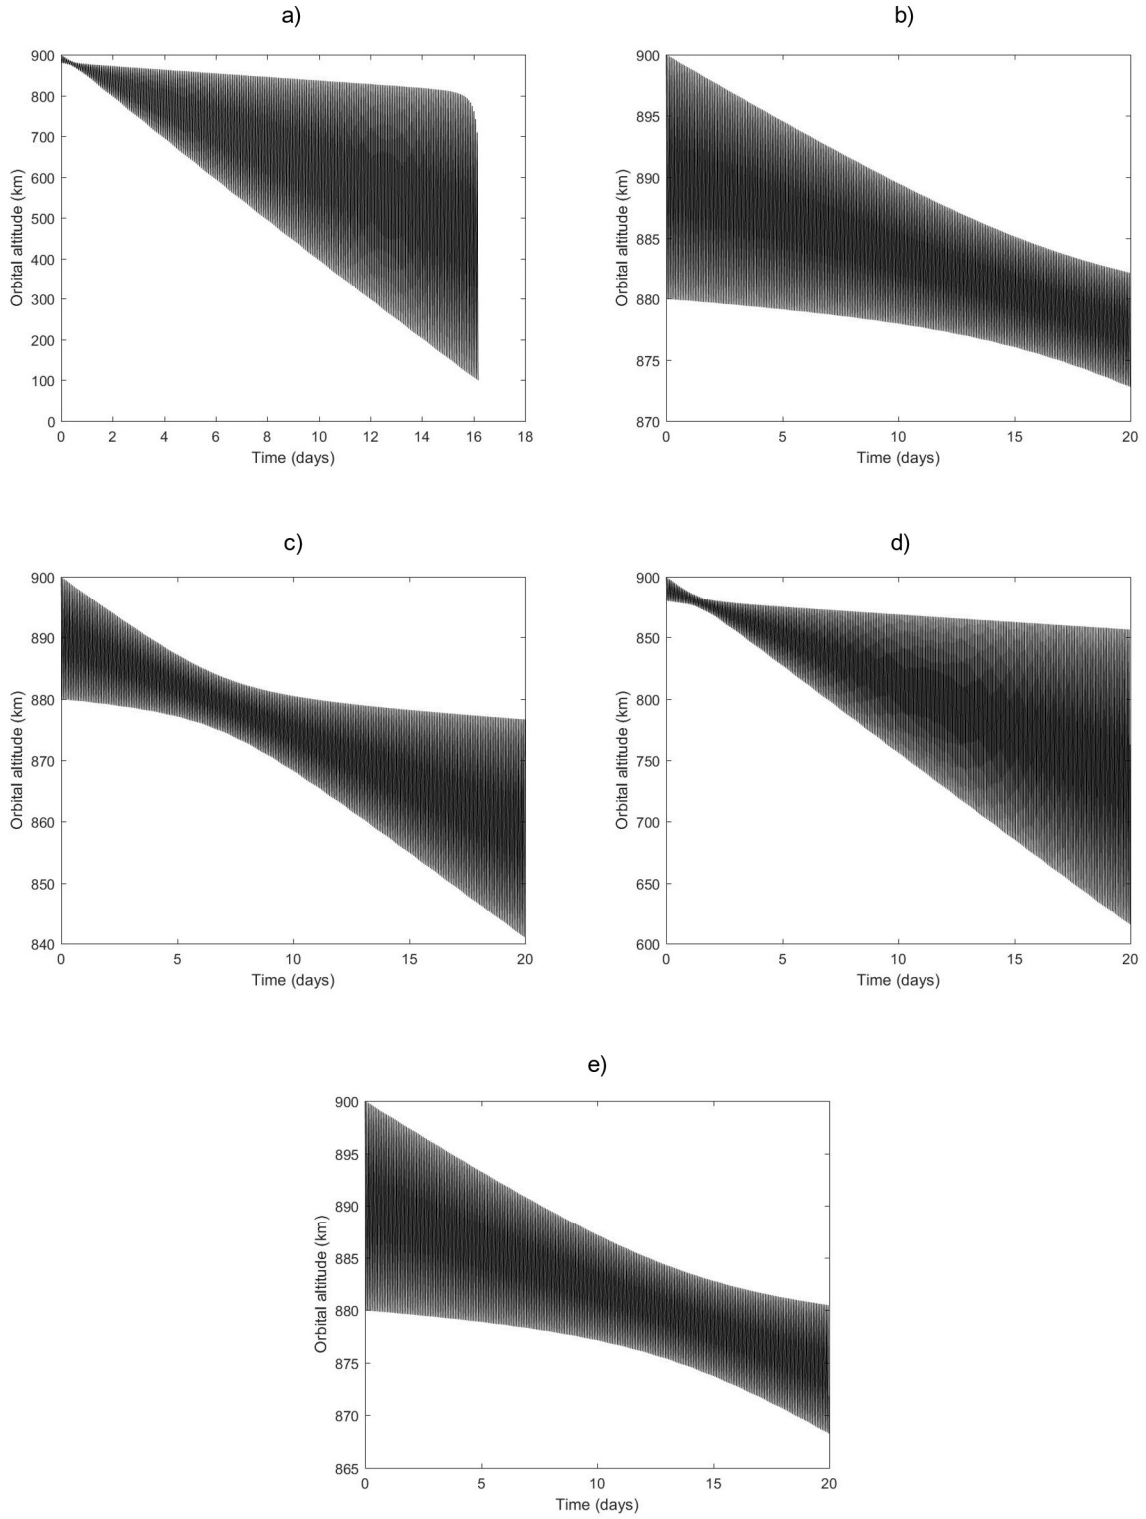 a)
900
800
700
600
500
400
300
200
100
0
0 2 4 6 8 10 12 14 16 18
Orbital altitude (km)
Time (days)
b)
900
895
890
885
880
875
870
0 5 10 15 20
Orbital altitude (km)
Time (days)
c)
900
890
880
870
860
850
840
0 5 10 15 20
Orbital altitude (km)
Time (days)
d)
900
850
800
750
700
650
600
0 5 10 15 20
Orbital altitude (km)
Time (days)
e)
900
895
890
885
880
875
870
865
0 5 10 15 20
Orbital altitude (km)
Time (days)